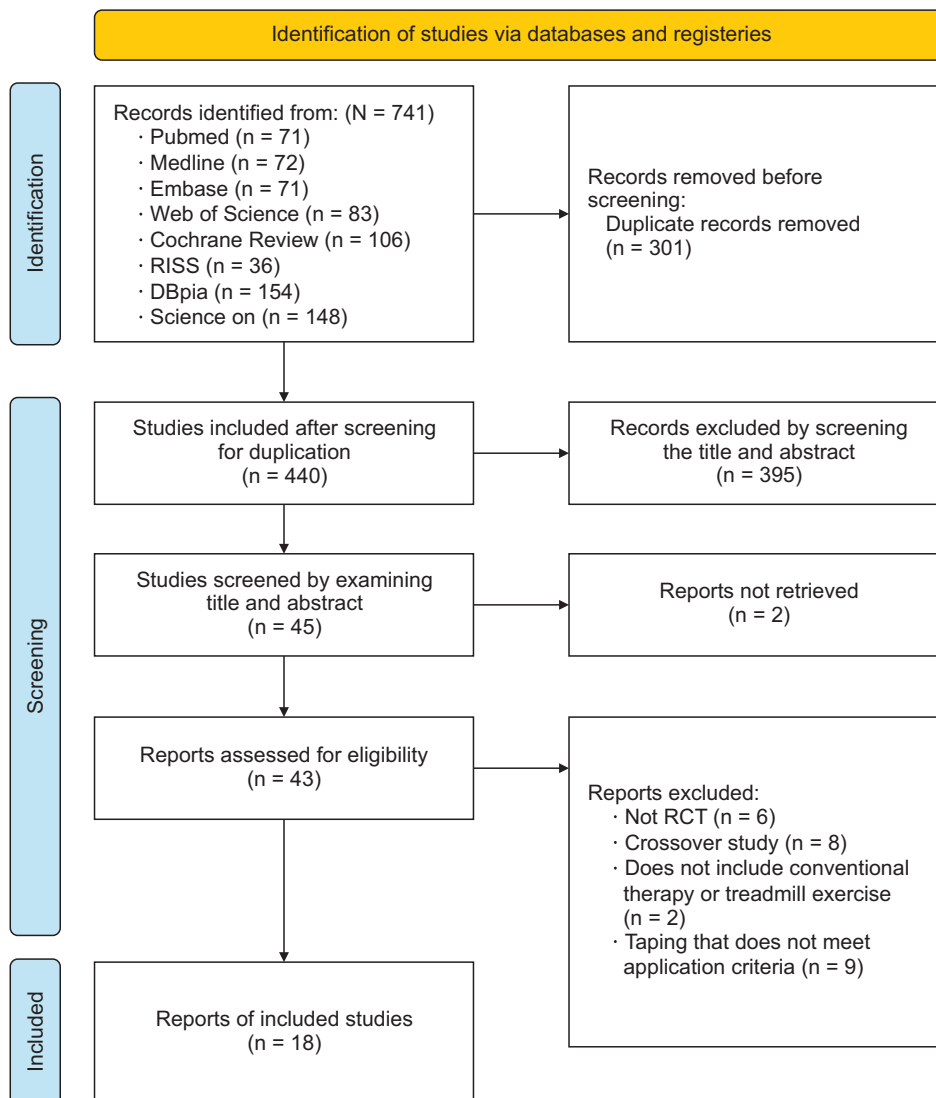 Identification of studies via databases and registeries
Identification
Records identified from: (N = 741)
· Pubmed (n = 71)
· Medline (n = 72)
· Embase (n = 71)
· Web of Science (n = 83)
· Cochrane Review (n = 106)
· RISS (n = 36)
· DBpia (n = 154)
· Science on (n = 148)
Records removed before
screening:
Duplicate records removed
(n = 301)
Screening
Studies included after screening
for duplication
(n = 440)
Records excluded by screening
the title and abstract
(n = 395)
Studies screened by examining
title and abstract
(n = 45)
Reports not retrieved
(n = 2)
Reports assessed for eligibility
(n = 43)
Reports excluded:
· Not RCT (n = 6)
· Crossover study (n = 8)
· Does not include conventional
therapy or treadmill exercise
(n = 2)
· Taping that does not meet
application criteria (n = 9)
Included
Reports of included studies
(n = 18)